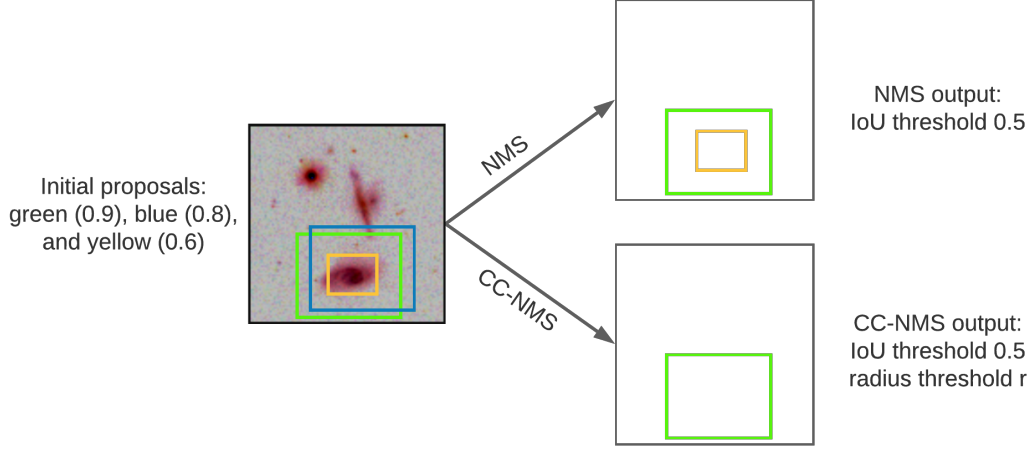 Initial proposals:
green (0.9), blue (0.8),
and yellow (0.6)
NMS
CC-NMS
NMS output:
IoU threshold 0.5
CC-NMS output:
IoU threshold 0.5
radius threshold r